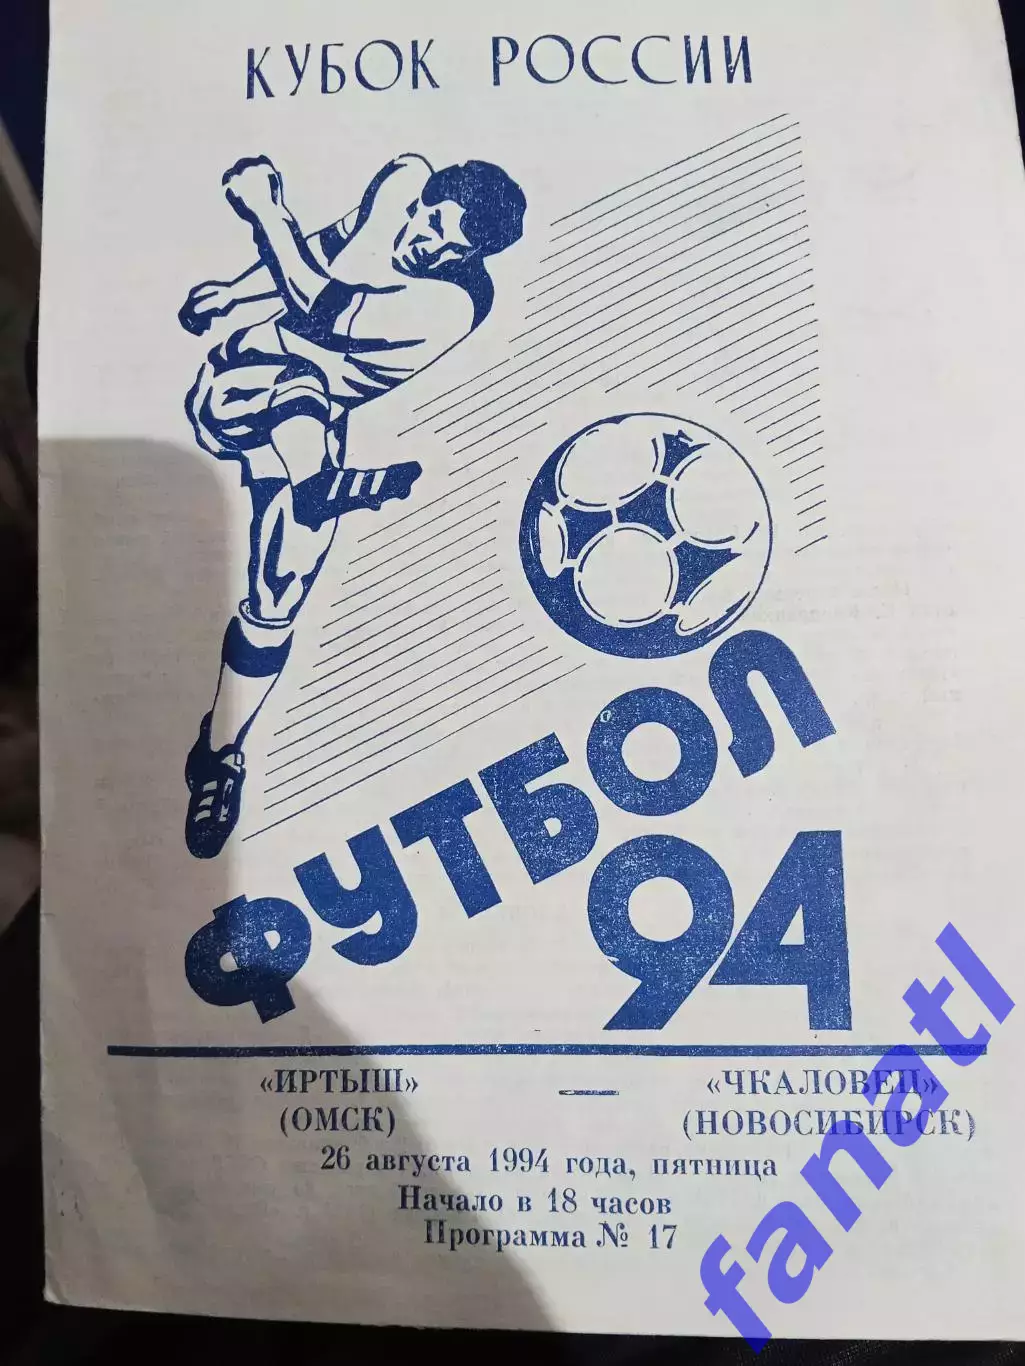 КУБОК РОССИИ
ФУТБОЛ
94
«ИРТЫШ» — «ЧКАЛОВЕЦ»
(ОМСК) (НОВОСИБИРСК)
26 августа 1994 года, пятница
Начало в 18 часов
Программа № 17
fanatl